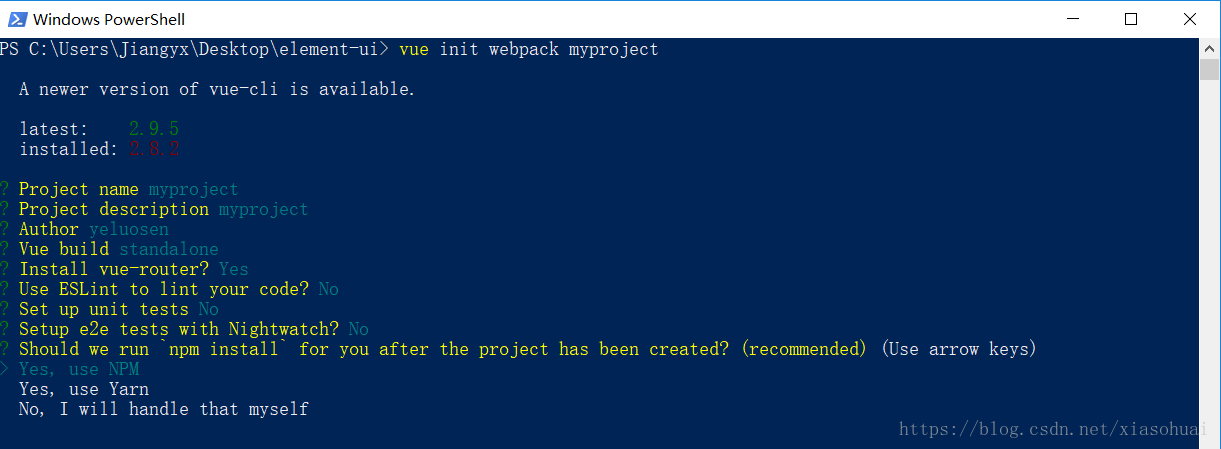 Windows PowerShell
PS C:\Users\Jiangyx\Desktop\element-ui> vue init webpack myproject
A newer version of vue-cli is available.
latest: 2.9.5
installed: 2.8.2
? Project name myproject
? Project description myproject
? Author yeluosen
? Vue build standalone
? Install vue-router? Yes
? Use ESLint to lint your code? No
? Set up unit tests No
? Setup e2e tests with Nightwatch? No
? Should we run `npm install` for you after the project has been created? (recommended) (Use arrow keys)
> Yes, use NPM
Yes, use Yarn
No, I will handle that myself
https://blog.csdn.net/xiasohuai